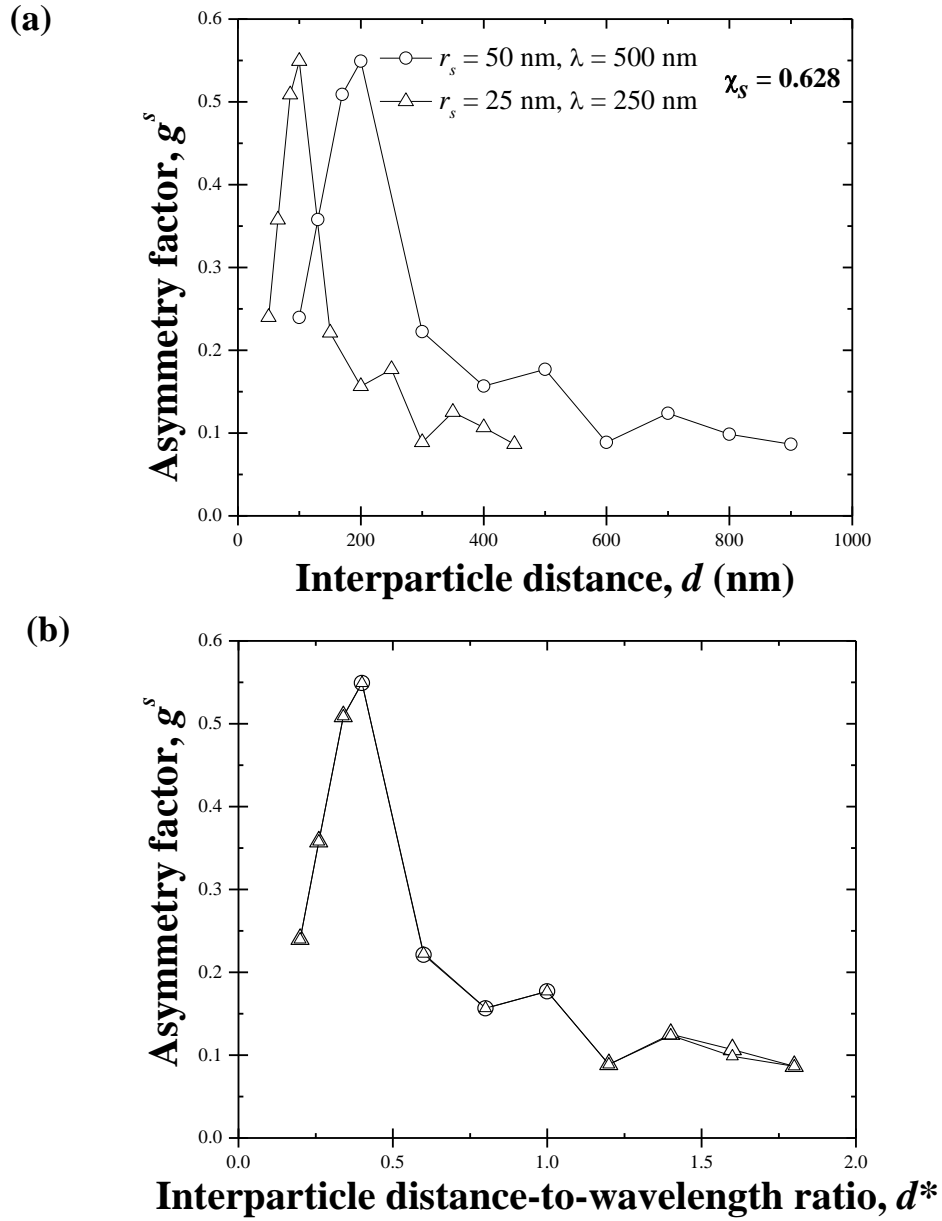 (a)
0.6
0.5
0.4
0.3
0.2
0.1
0.0
Asymmetry factor, gˢ
r_s = 50 nm, λ = 500 nm
r_s = 25 nm, λ = 250 nm
χ_s = 0.628
0 200 400 600 800 1000
Interparticle distance, d (nm)
(b)
0.6
0.5
0.4
0.3
0.2
0.1
0.0
Asymmetry factor, gˢ
0.0 0.5 1.0 1.5 2.0
Interparticle distance-to-wavelength ratio, d*